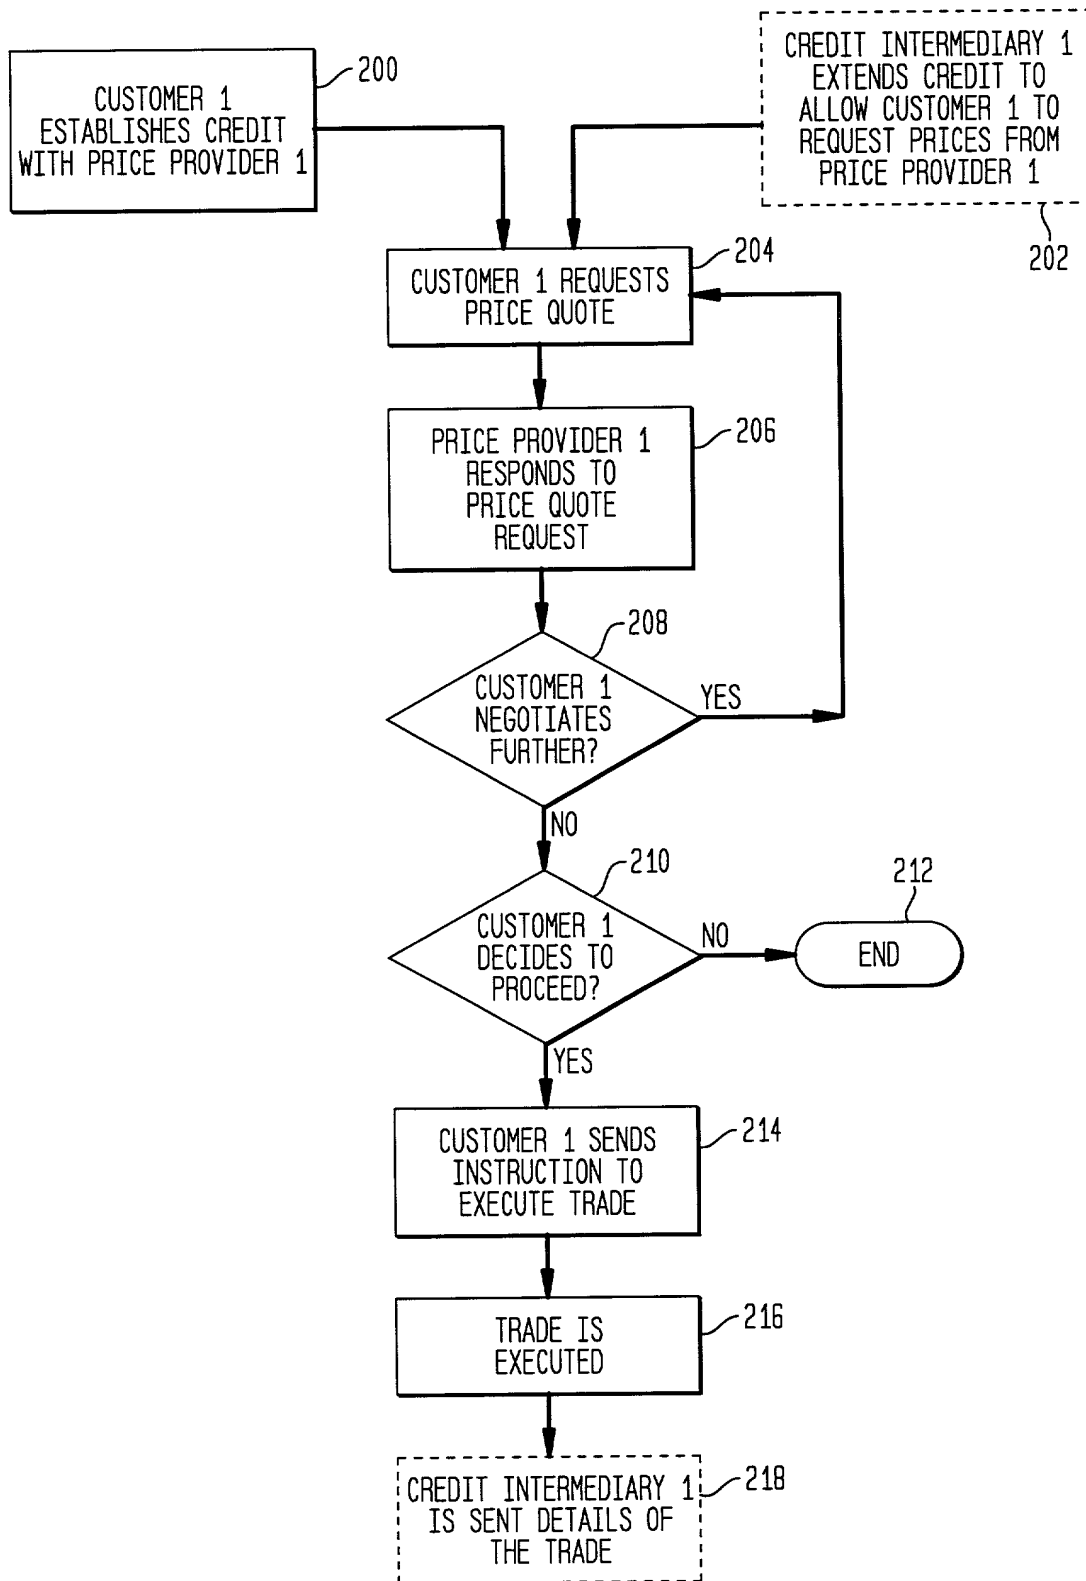 200
CUSTOMER 1
ESTABLISHES CREDIT
WITH PRICE PROVIDER 1
CREDIT INTERMEDIARY 1
EXTENDS CREDIT TO
ALLOW CUSTOMER 1 TO
REQUEST PRICES FROM
PRICE PROVIDER 1
202
204
CUSTOMER 1 REQUESTS
PRICE QUOTE
206
PRICE PROVIDER 1
RESPONDS TO
PRICE QUOTE
REQUEST
208
CUSTOMER 1
NEGOTIATES
FURTHER?
YES
NO
210
CUSTOMER 1
DECIDES TO
PROCEED?
NO
212
END
YES
214
CUSTOMER 1 SENDS
INSTRUCTION TO
EXECUTE TRADE
216
TRADE IS
EXECUTED
218
CREDIT INTERMEDIARY 1
IS SENT DETAILS OF
THE TRADE